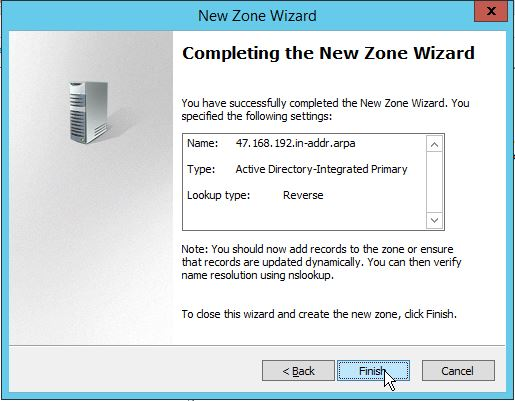 New Zone Wizard
x
Completing the New Zone Wizard
You have successfully completed the New Zone Wizard. You
specified the following settings:
Name: 47.168.192.in-addr.arpa
Type: Active Directory-Integrated Primary
Lookup type: Reverse
Note: You should now add records to the zone or ensure
that records are updated dynamically. You can then verify
name resolution using nslookup.
To close this wizard and create the new zone, click Finish.
< Back Finish Cancel